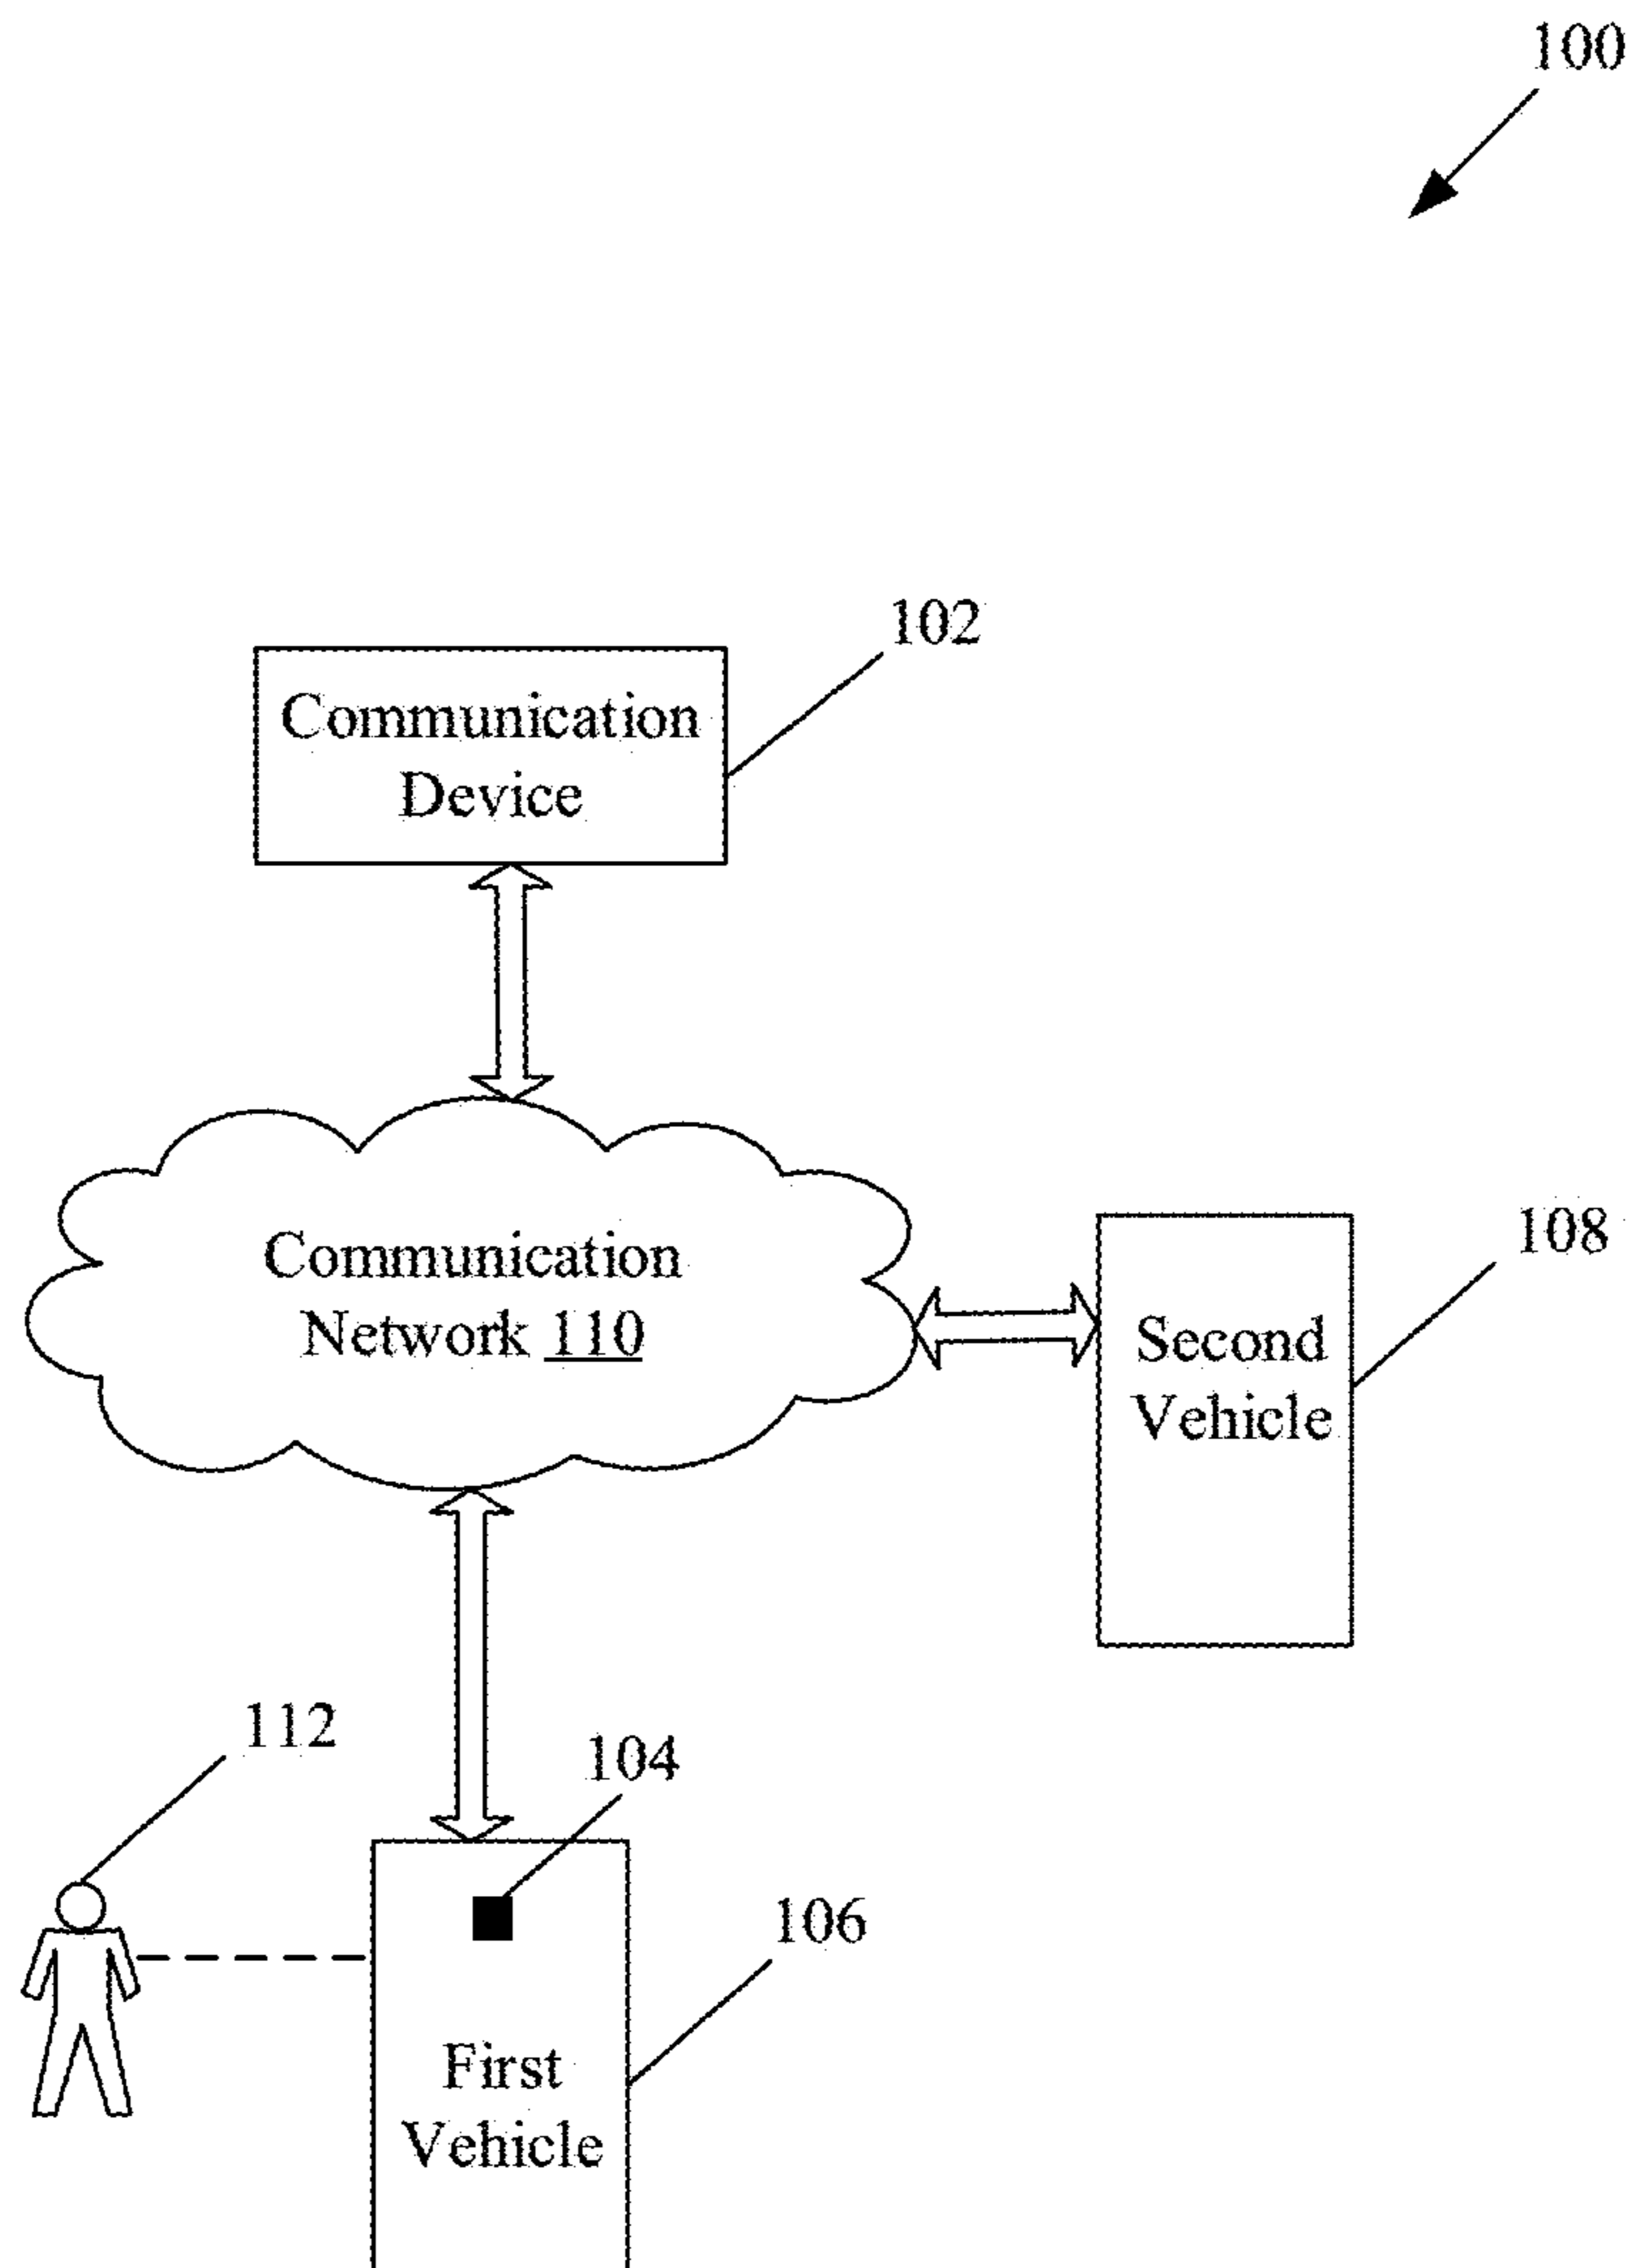 100
102
Communication
Device
Communication
Network 110
108
Second
Vehicle
112
104
106
First
Vehicle